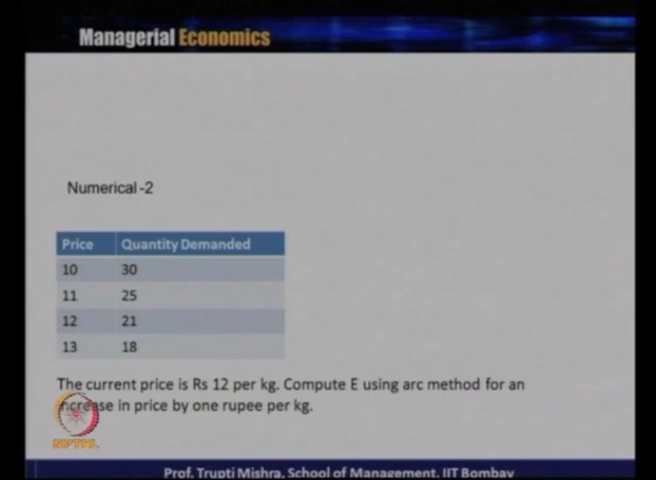 Managerial Economics
Numerical -2
Price Quantity Demanded
10 30
11 25
12 21
13 18
The current price is Rs 12 per kg. Compute E using arc method for an
increase in price by one rupee per kg.
NPTEL
Prof. Trupti Mishra, School of Management, IIT Bombay